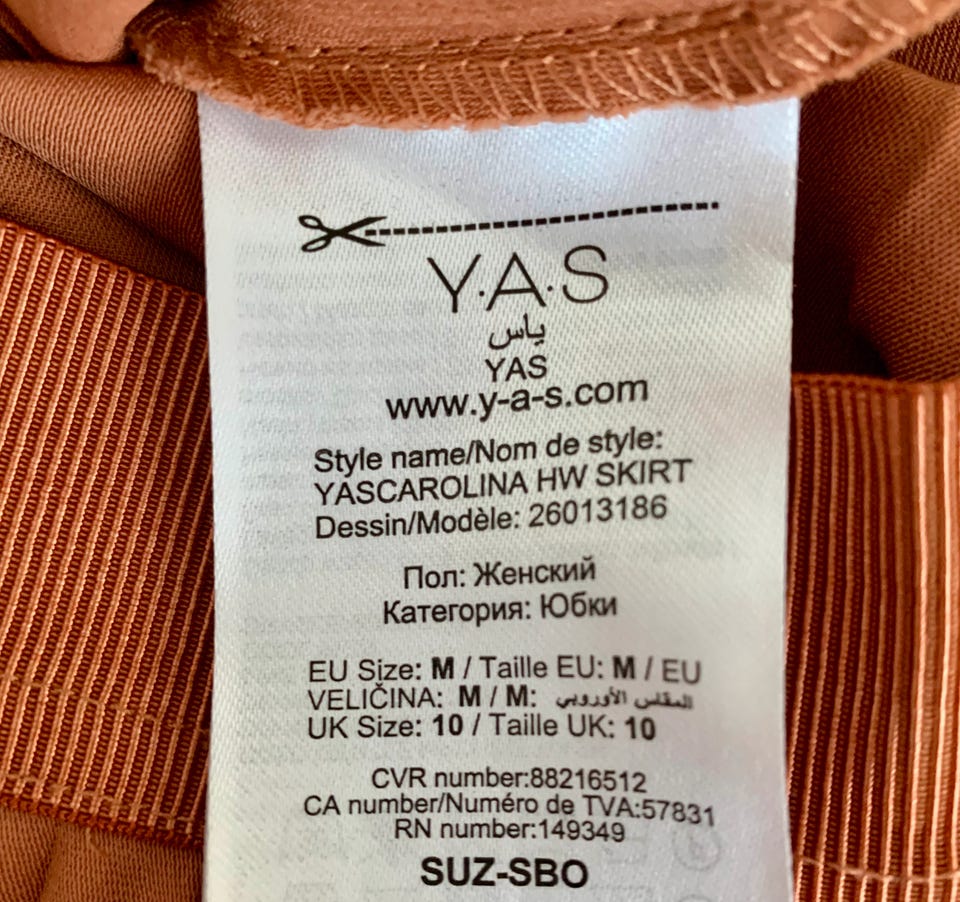 Y·A·S
ياس
YAS
www.y-a-s.com
Style name/Nom de style:
YASCAROLINA HW SKIRT
Dessin/Modèle: 26013186
Пол: Женский
Категория: Юбки
EU Size: M / Taille EU: M / EU
VELIČINA: M / M: المقاس الأوروبي
UK Size: 10 / Taille UK: 10
CVR number:88216512
CA number/Numéro de TVA:57831
RN number:149349
SUZ-SBO